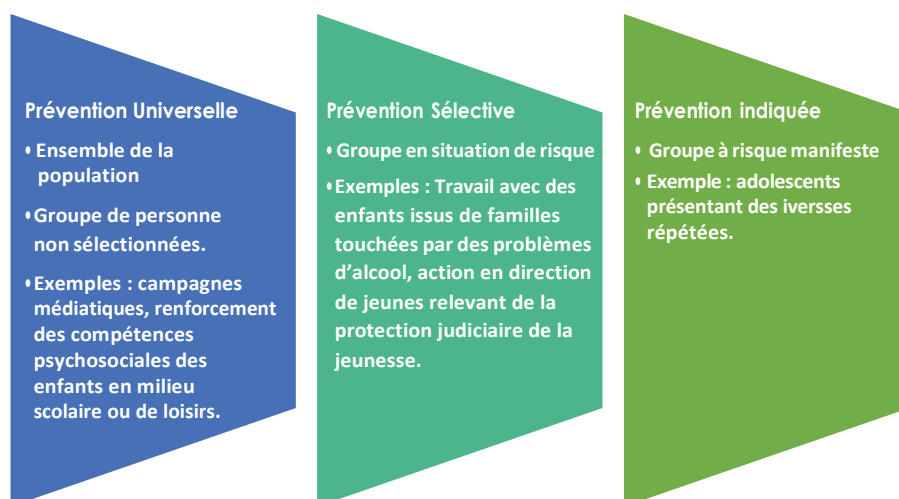 Prévention Universelle
• Ensemble de la
population
• Groupe de personne
non sélectionnées.
• Exemples : campagnes
médiatiques, renforcement
des compétences
psychosociales des
enfants en milieu
scolaire ou de loisirs.
Prévention Sélective
• Groupe en situation de risque
• Exemples : Travail avec des
enfants issus de familles
touchées par des problèmes
d’alcool, action en direction
de jeunes relevant de la
protection judiciaire de la
jeunesse.
Prévention indiquée
• Groupe à risque manifeste
• Exemple : adolescents
présentant des iversses
répétées.